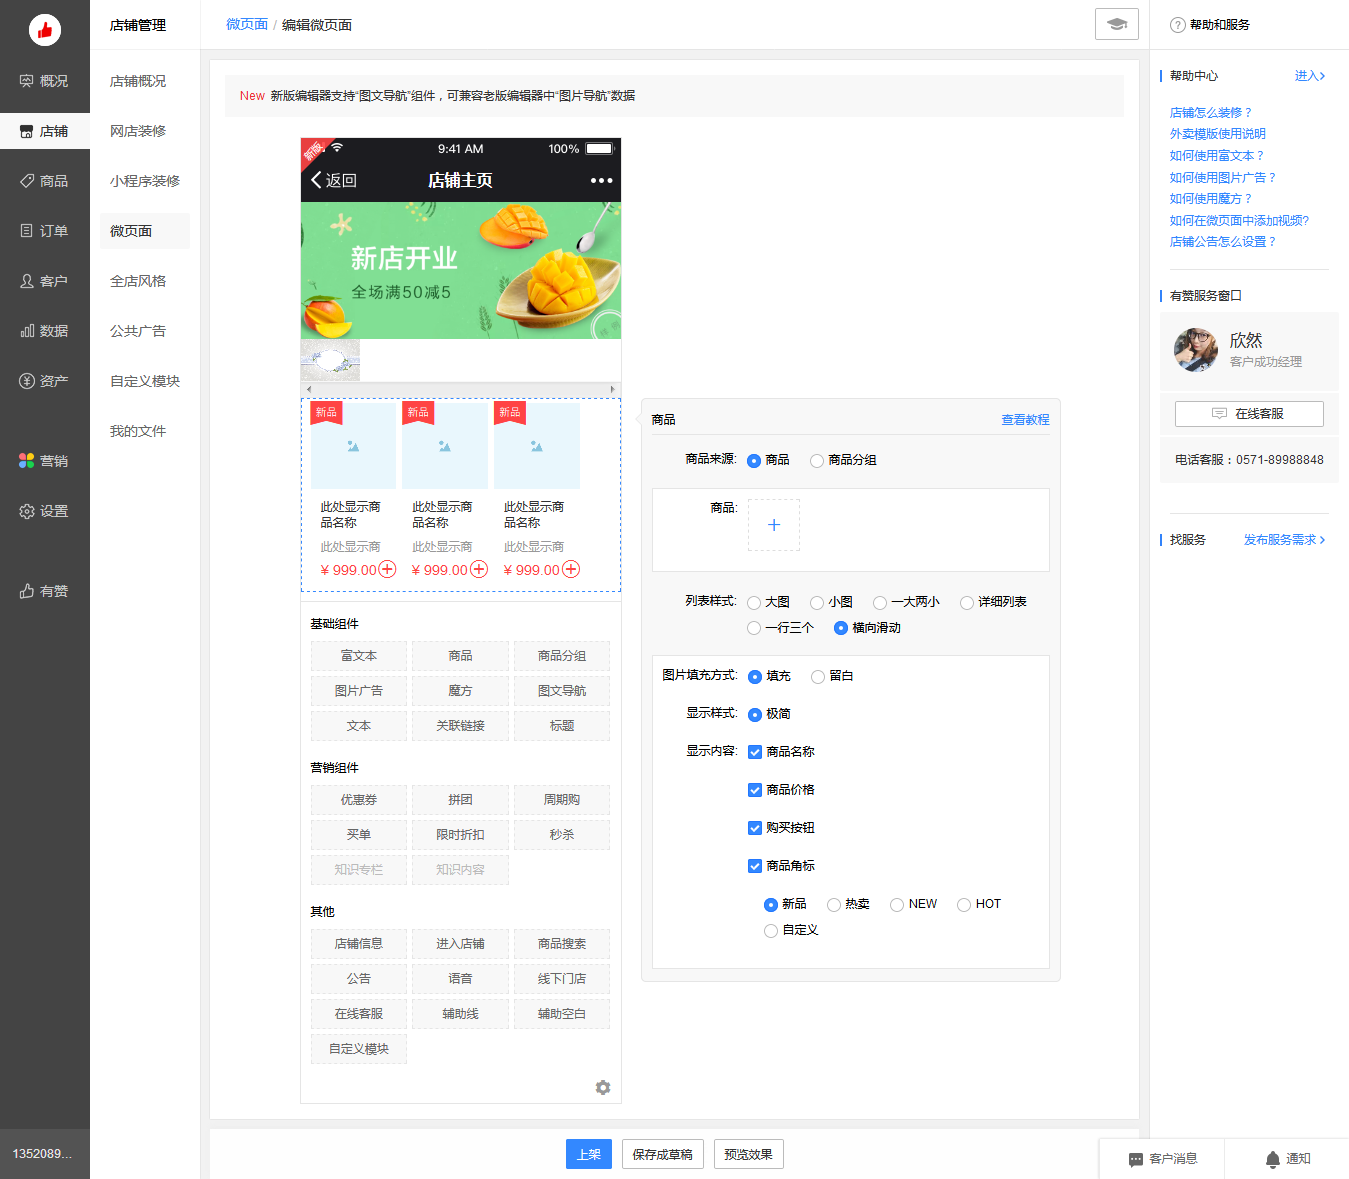 概况
店铺
商品
订单
客户
数据
资产
营销
设置
有赞
1352089...
店铺管理
店铺概况
网店装修
小程序装修
微页面
全店风格
公共广告
自定义模块
我的文件
微页面 / 编辑微页面
New 新版编辑器支持“图文导航”组件，可兼容老版编辑器中“图片导航”数据
新版
9:41 AM 100%
返回 店铺主页
新店开业
全场满50减5
新品 新品 新品
此处显示商品名称 此处显示商品名称 此处显示商品名称
此处显示商 此处显示商 此处显示商
¥ 999.00 ¥ 999.00 ¥ 999.00
基础组件
富文本 商品 商品分组
图片广告 魔方 图文导航
文本 关联链接 标题
营销组件
优惠券 拼团 周期购
买单 限时折扣 秒杀
知识专栏 知识内容
其他
店铺信息 进入店铺 商品搜索
公告 语音 线下门店
在线客服 辅助线 辅助空白
自定义模块
商品 查看教程
商品来源: 商品 商品分组
商品:
列表样式: 大图 小图 一大两小 详细列表
一行三个 横向滑动
图片填充方式: 填充 留白
显示样式: 极简
显示内容: 商品名称
商品价格
购买按钮
商品角标
新品 热卖 NEW HOT
自定义
上架 保存成草稿 预览效果
帮助和服务
帮助中心 进入
店铺怎么装修？
外卖模版使用说明
如何使用富文本？
如何使用图片广告？
如何使用魔方？
如何在微页面中添加视频?
店铺公告怎么设置？
有赞服务窗口
欣然
客户成功经理
在线客服
电话客服：0571-89988848
找服务 发布服务需求
客户消息 通知